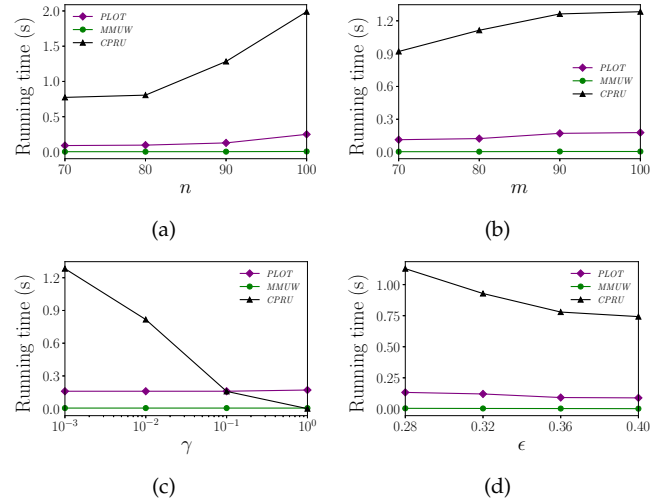 Running time (s)
2.0
1.5
1.0
0.5
0.0
70 80 90 100
n
PLOT
MMUW
CPRU
(a)
Running time (s)
1.2
0.9
0.6
0.3
0.0
70 80 90 100
m
PLOT
MMUW
CPRU
(b)
Running time (s)
1.2
0.9
0.6
0.3
0.0
10⁻³ 10⁻² 10⁻¹ 10⁰
γ
PLOT
MMUW
CPRU
(c)
Running time (s)
1.00
0.75
0.50
0.25
0.00
0.28 0.32 0.36 0.40
ϵ
PLOT
MMUW
CPRU
(d)